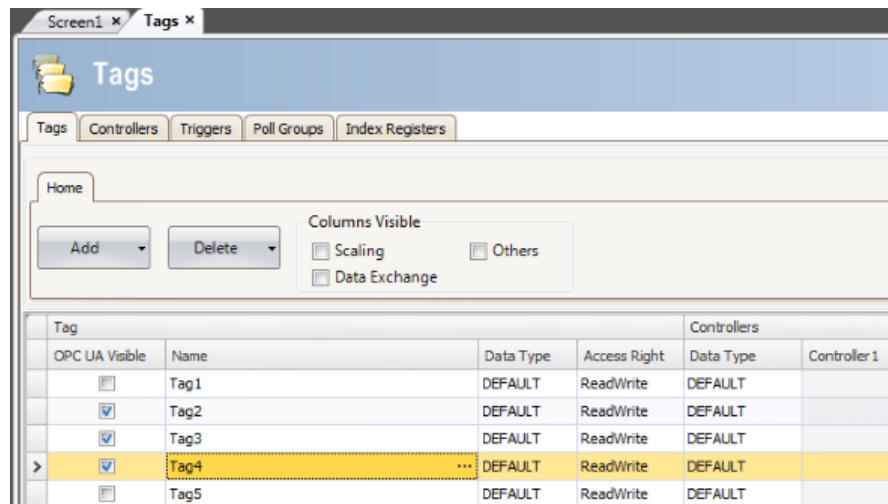 Screen1 × Tags ×
Tags
Tags Controllers Triggers Poll Groups Index Registers
Home
Columns Visible
Add Delete Scaling Others
Data Exchange
Tag Controllers
OPC UA Visible Name Data Type Access Right Data Type Controller1
Tag1 DEFAULT ReadWrite DEFAULT
Tag2 DEFAULT ReadWrite DEFAULT
Tag3 DEFAULT ReadWrite DEFAULT
Tag4 ... DEFAULT ReadWrite DEFAULT
Tag5 DEFAULT ReadWrite DEFAULT